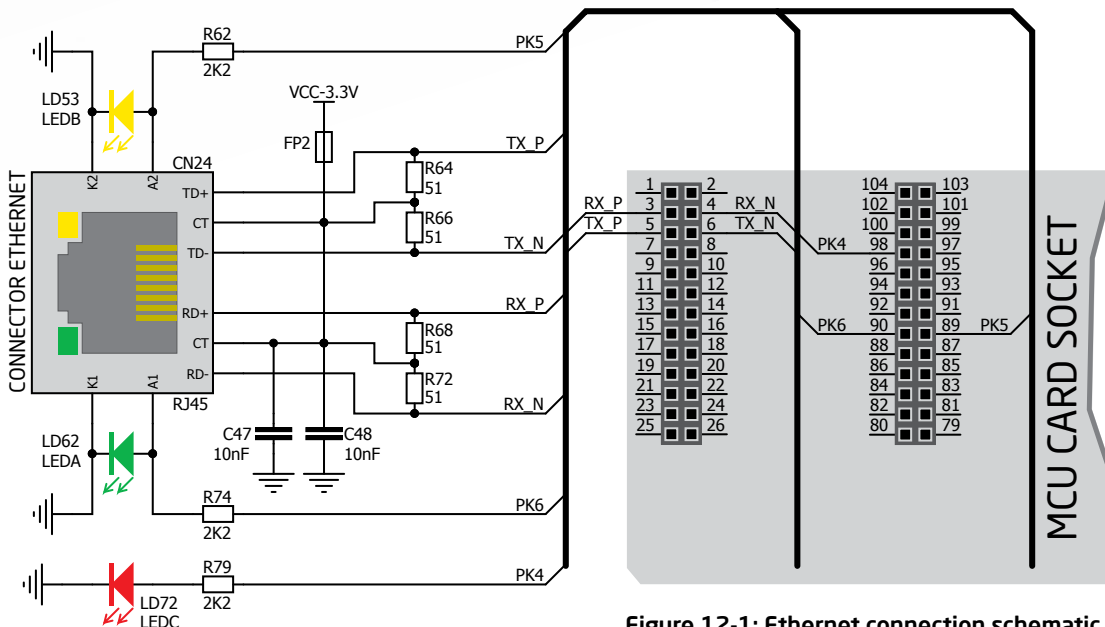 R62
2K2
PK5
LD53
LEDB
VCC-3.3V
FP2
CONNECTOR ETHERNET
CN24
K2
A2
TD+
CT
TD-
RD+
CT
RD-
K1
A1
RJ45
TX_P
R64
51
R66
51
TX_N
RX_P
R68
51
R72
51
RX_N
C47
10nF
C48
10nF
LD62
LEDA
R74
2K2
PK6
R79
2K2
PK4
LD72
LEDC
RX_P
TX_P
RX_N
TX_N
1 2
3 4
5 6
7 8
9 10
11 12
13 14
15 16
17 18
19 20
21 22
23 24
25 26
PK4
PK6
PK5
104 103
102 101
100 99
98 97
96 95
94 93
92 91
90 89
88 87
86 85
84 83
82 81
80 79
MCU CARD SOCKET
Figure 12-1: Ethernet connection schematic